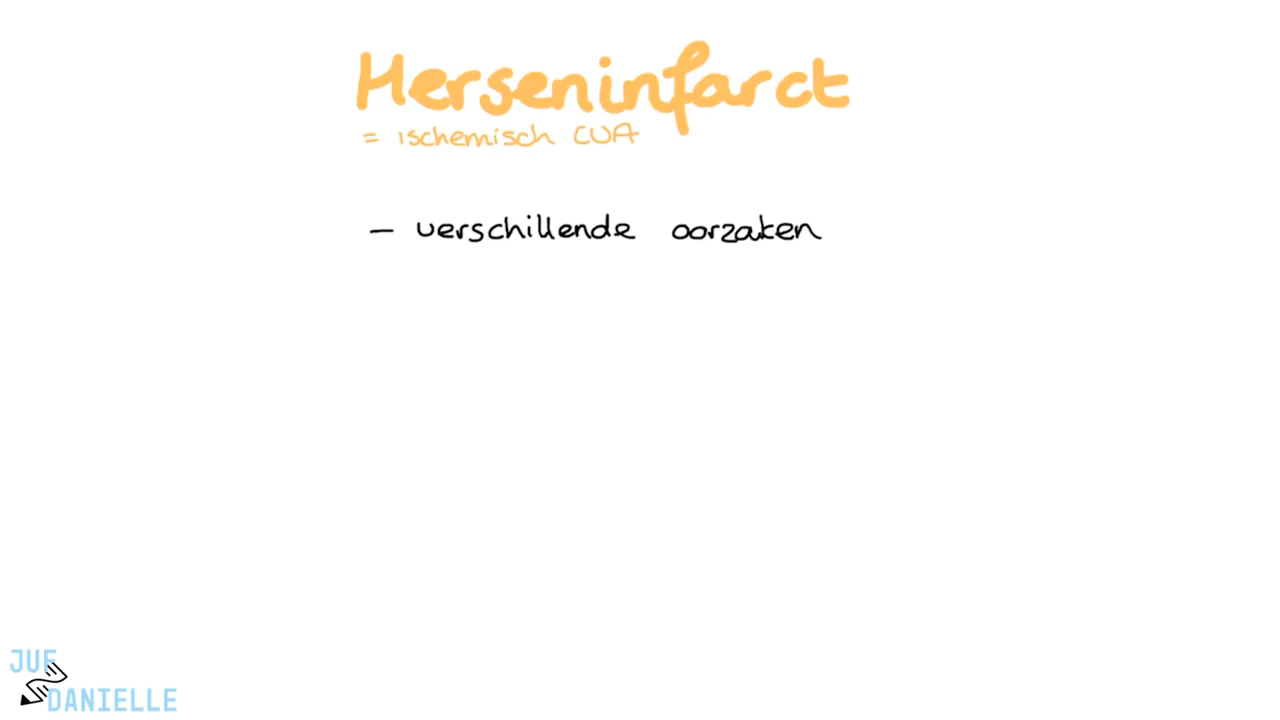 Herseninfarct
= ischemisch CVA
– verschillende oorzaken
JUF
DANIELLE